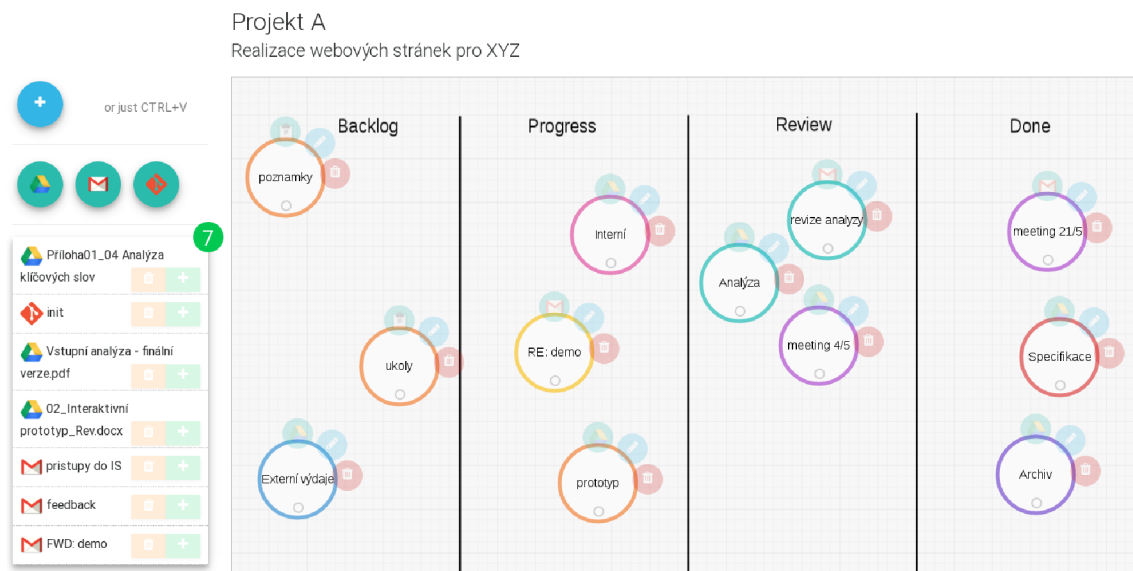 Projekt A
Realizace webových stránek pro XYZ
or just CTRL+V
7
Příloha01_04 Analýza
klíčových slov
init
Vstupní analýza - finální
verze.pdf
02_Interaktivní
prototyp_Rev.docx
pristupy do IS
feedback
FWD: demo
Backlog
poznamky
ukoly
Externí výdaje
Progress
Interní
RE: demo
prototyp
Review
revize analyzy
Analýza
meeting 4/5
Done
meeting 21/5
Specifikace
Archiv